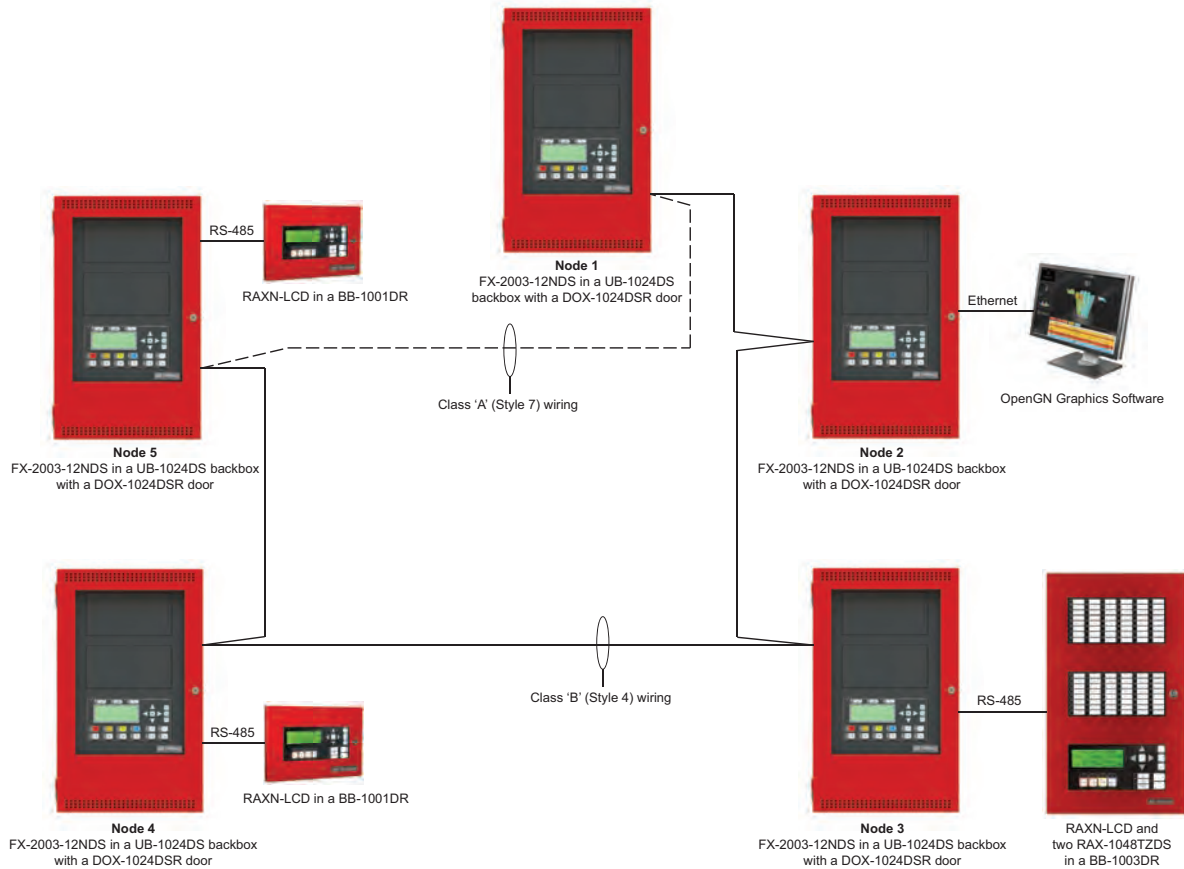 Node 1
FX-2003-12NDS in a UB-1024DS
backbox with a DOX-1024DSR door
RS-485
RAXN-LCD in a BB-1001DR
Node 5
FX-2003-12NDS in a UB-1024DS backbox
with a DOX-1024DSR door
Class ‘A’ (Style 7) wiring
Ethernet
OpenGN Graphics Software
Node 2
FX-2003-12NDS in a UB-1024DS backbox
with a DOX-1024DSR door
Class ‘B’ (Style 4) wiring
RS-485
RAXN-LCD in a BB-1001DR
Node 4
FX-2003-12NDS in a UB-1024DS backbox
with a DOX-1024DSR door
RS-485
Node 3
FX-2003-12NDS in a UB-1024DS backbox
with a DOX-1024DSR door
RAXN-LCD and
two RAX-1048TZDS
in a BB-1003DR